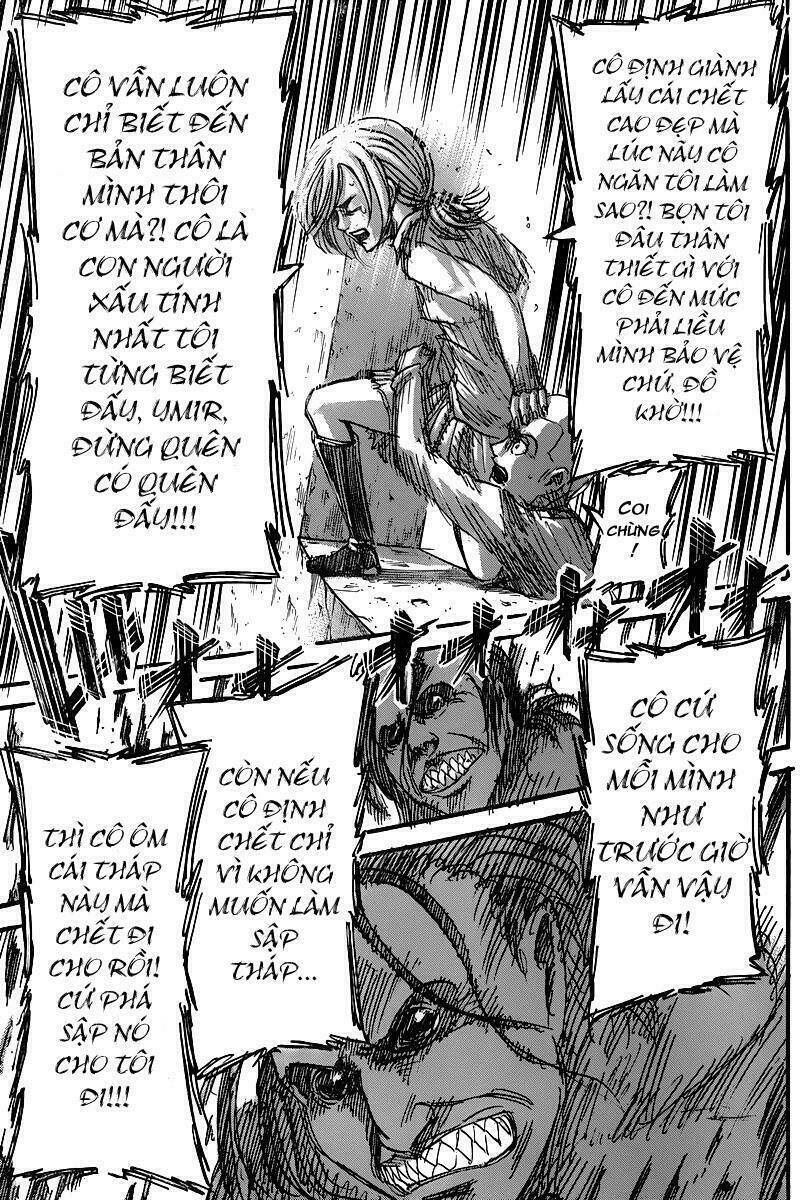 CÔ ĐỊNH GIÀNH
LẤY CÁI CHẾT
CAO ĐẸP MÀ
LÚC NÀY CÔ
NGĂN TÔI LÀM
SAO?! BỌN TÔI
ĐÂU THÂN
THIẾT GÌ VỚI
CÔ ĐẾN MỨC
PHẢI LIỀU
MÌNH BẢO VỆ
CHỨ, ĐỒ
KHỜ!!!
CÔ VẪN LUÔN
CHỈ BIẾT ĐẾN
BẢN THÂN
MÌNH THÔI
CƠ MÀ?! CÔ LÀ
CON NGƯỜI
XẤU TÍNH
NHẤT TÔI
TỪNG BIẾT
ĐẤY, YMIR,
ĐỪNG QUÊN
CÓ QUÊN
ĐẤY!!!
COI
CHỪNG
!
CÔ CỨ
SỐNG CHO
MỖI MÌNH
NHƯ
TRƯỚC GIỜ
VẪN VẬY
ĐI!
CÒN NẾU
CÔ ĐỊNH
CHẾT CHỈ
VÌ KHÔNG
MUỐN LÀM
SẬP
THÁP...
THÌ CÔ ÔM
CÁI THÁP
NÀY MÀ
CHẾT ĐI
CHO RỒI!
CỨ PHÁ
SẬP NÓ
CHO TÔI
ĐI!!!